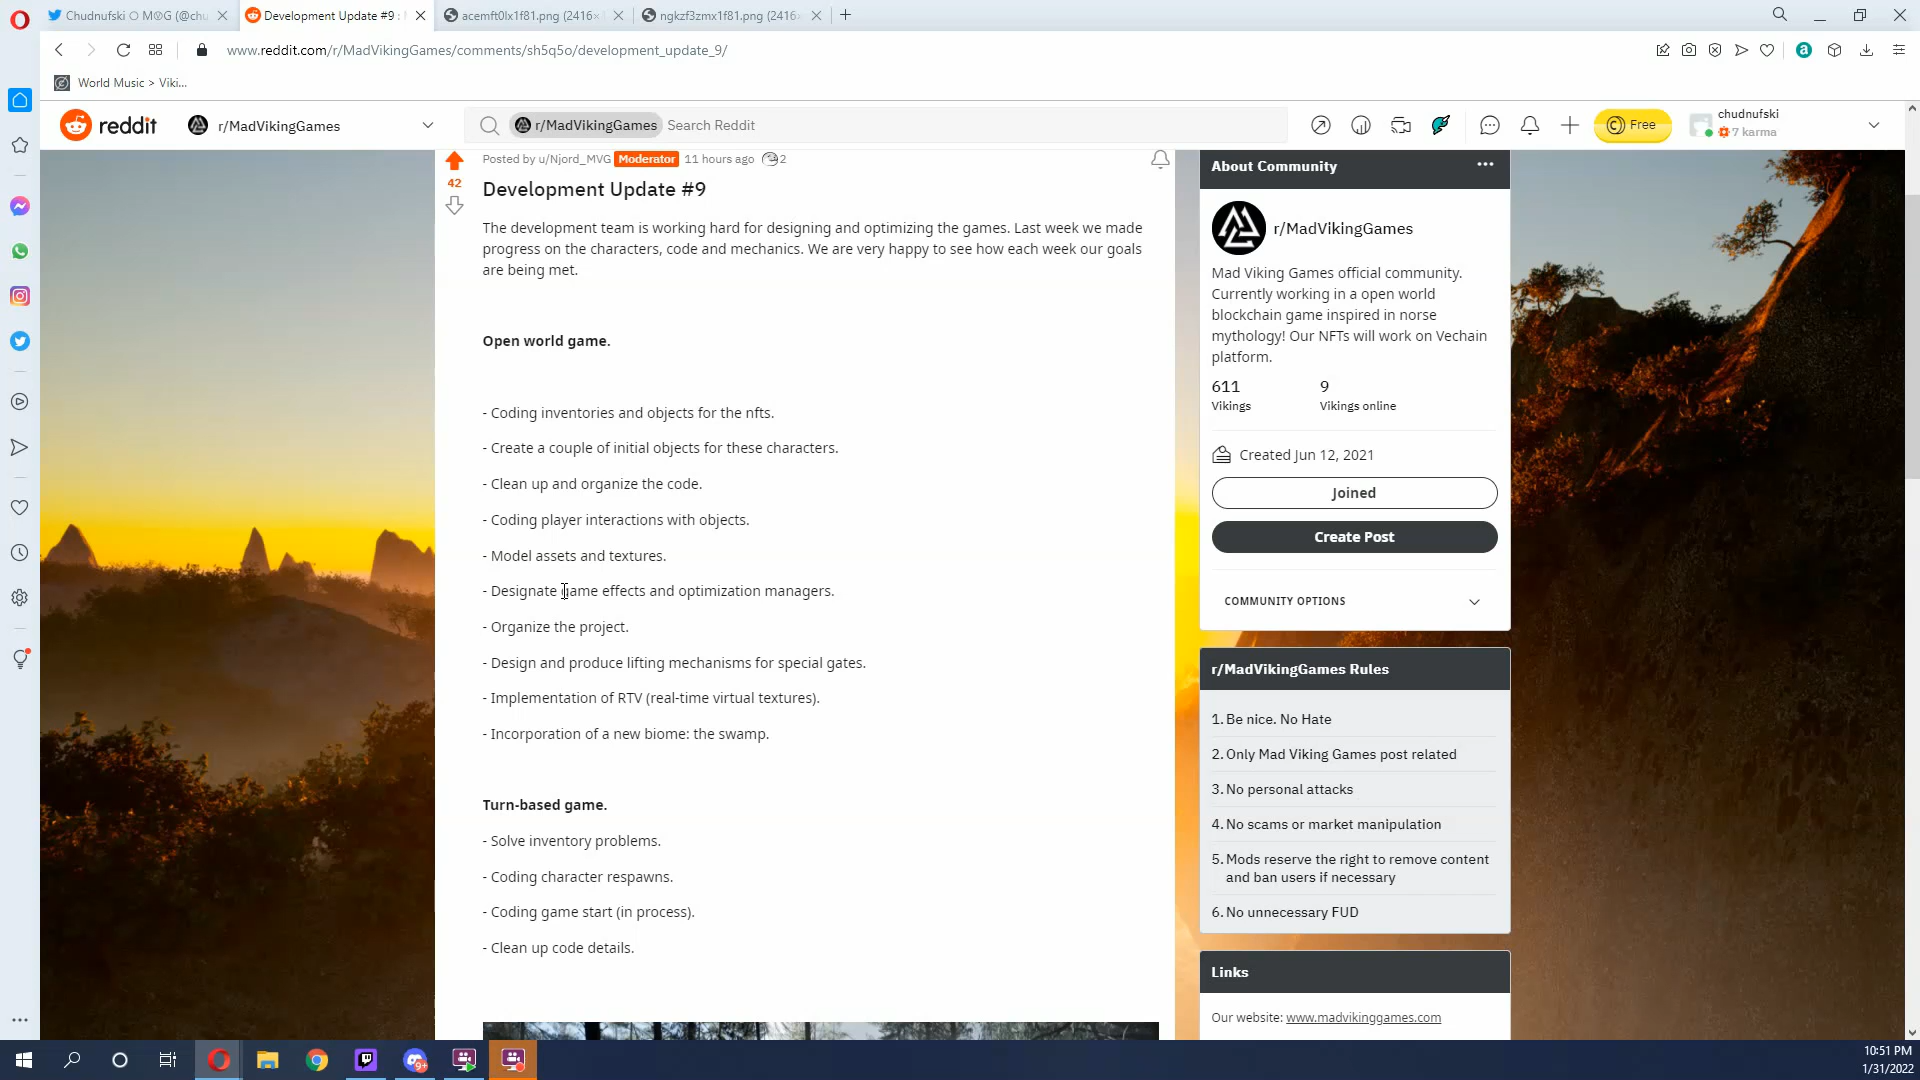 Chudnufski ⵔ M
Development Update #9 :
acemft0lx1f81.png (2416×
ngkzf3zmx1f81.png (2416
www.reddit.com/r/MadVikingGames/comments/sh5q5o/development_update_9/
World Music > Viki...
reddit
r/MadVikingGames
r/MadVikingGames Search Reddit
Free
chudnufski
7 karma
Posted by u/Njord_MVG Moderator 11 hours ago 2
42
Development Update #9
The development team is working hard for designing and optimizing the games. Last week we made
progress on the characters, code and mechanics. We are very happy to see how each week our goals
are being met.
Open world game.
- Coding inventories and objects for the nfts.
- Create a couple of initial objects for these characters.
- Clean up and organize the code.
- Coding player interactions with objects.
- Model assets and textures.
- Designate game effects and optimization managers.
- Organize the project.
- Design and produce lifting mechanisms for special gates.
- Implementation of RTV (real-time virtual textures).
- Incorporation of a new biome: the swamp.
Turn-based game.
- Solve inventory problems.
- Coding character respawns.
- Coding game start (in process).
- Clean up code details.
About Community
r/MadVikingGames
Mad Viking Games official community.
Currently working in a open world
blockchain game inspired in norse
mythology! Our NFTs will work on Vechain
platform.
611 9
Vikings Vikings online
Created Jun 12, 2021
Joined
Create Post
COMMUNITY OPTIONS
r/MadVikingGames Rules
1. Be nice. No Hate
2. Only Mad Viking Games post related
3. No personal attacks
4. No scams or market manipulation
5. Mods reserve the right to remove content
and ban users if necessary
6. No unnecessary FUD
Links
Our website: www.madvikinggames.com
9+
10:51 PM
1/31/2022